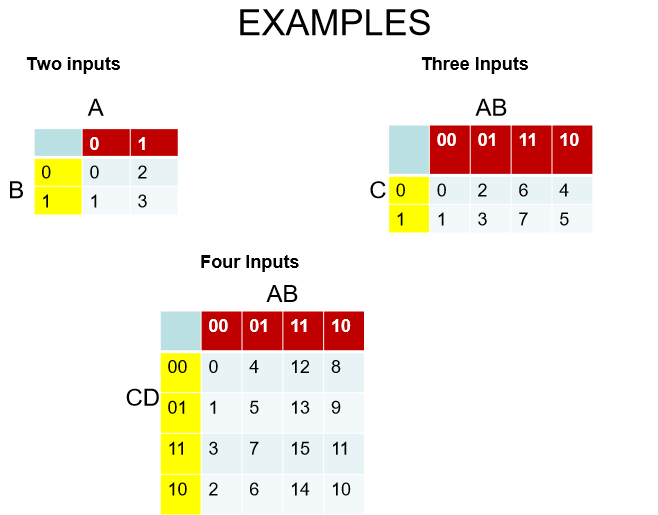 EXAMPLES
Two inputs
A
0 1
B
0 0 2
1 1 3
Three Inputs
AB
00 01 11 10
C
0 0 2 6 4
1 1 3 7 5
Four Inputs
AB
00 01 11 10
CD
00 0 4 12 8
01 1 5 13 9
11 3 7 15 11
10 2 6 14 10